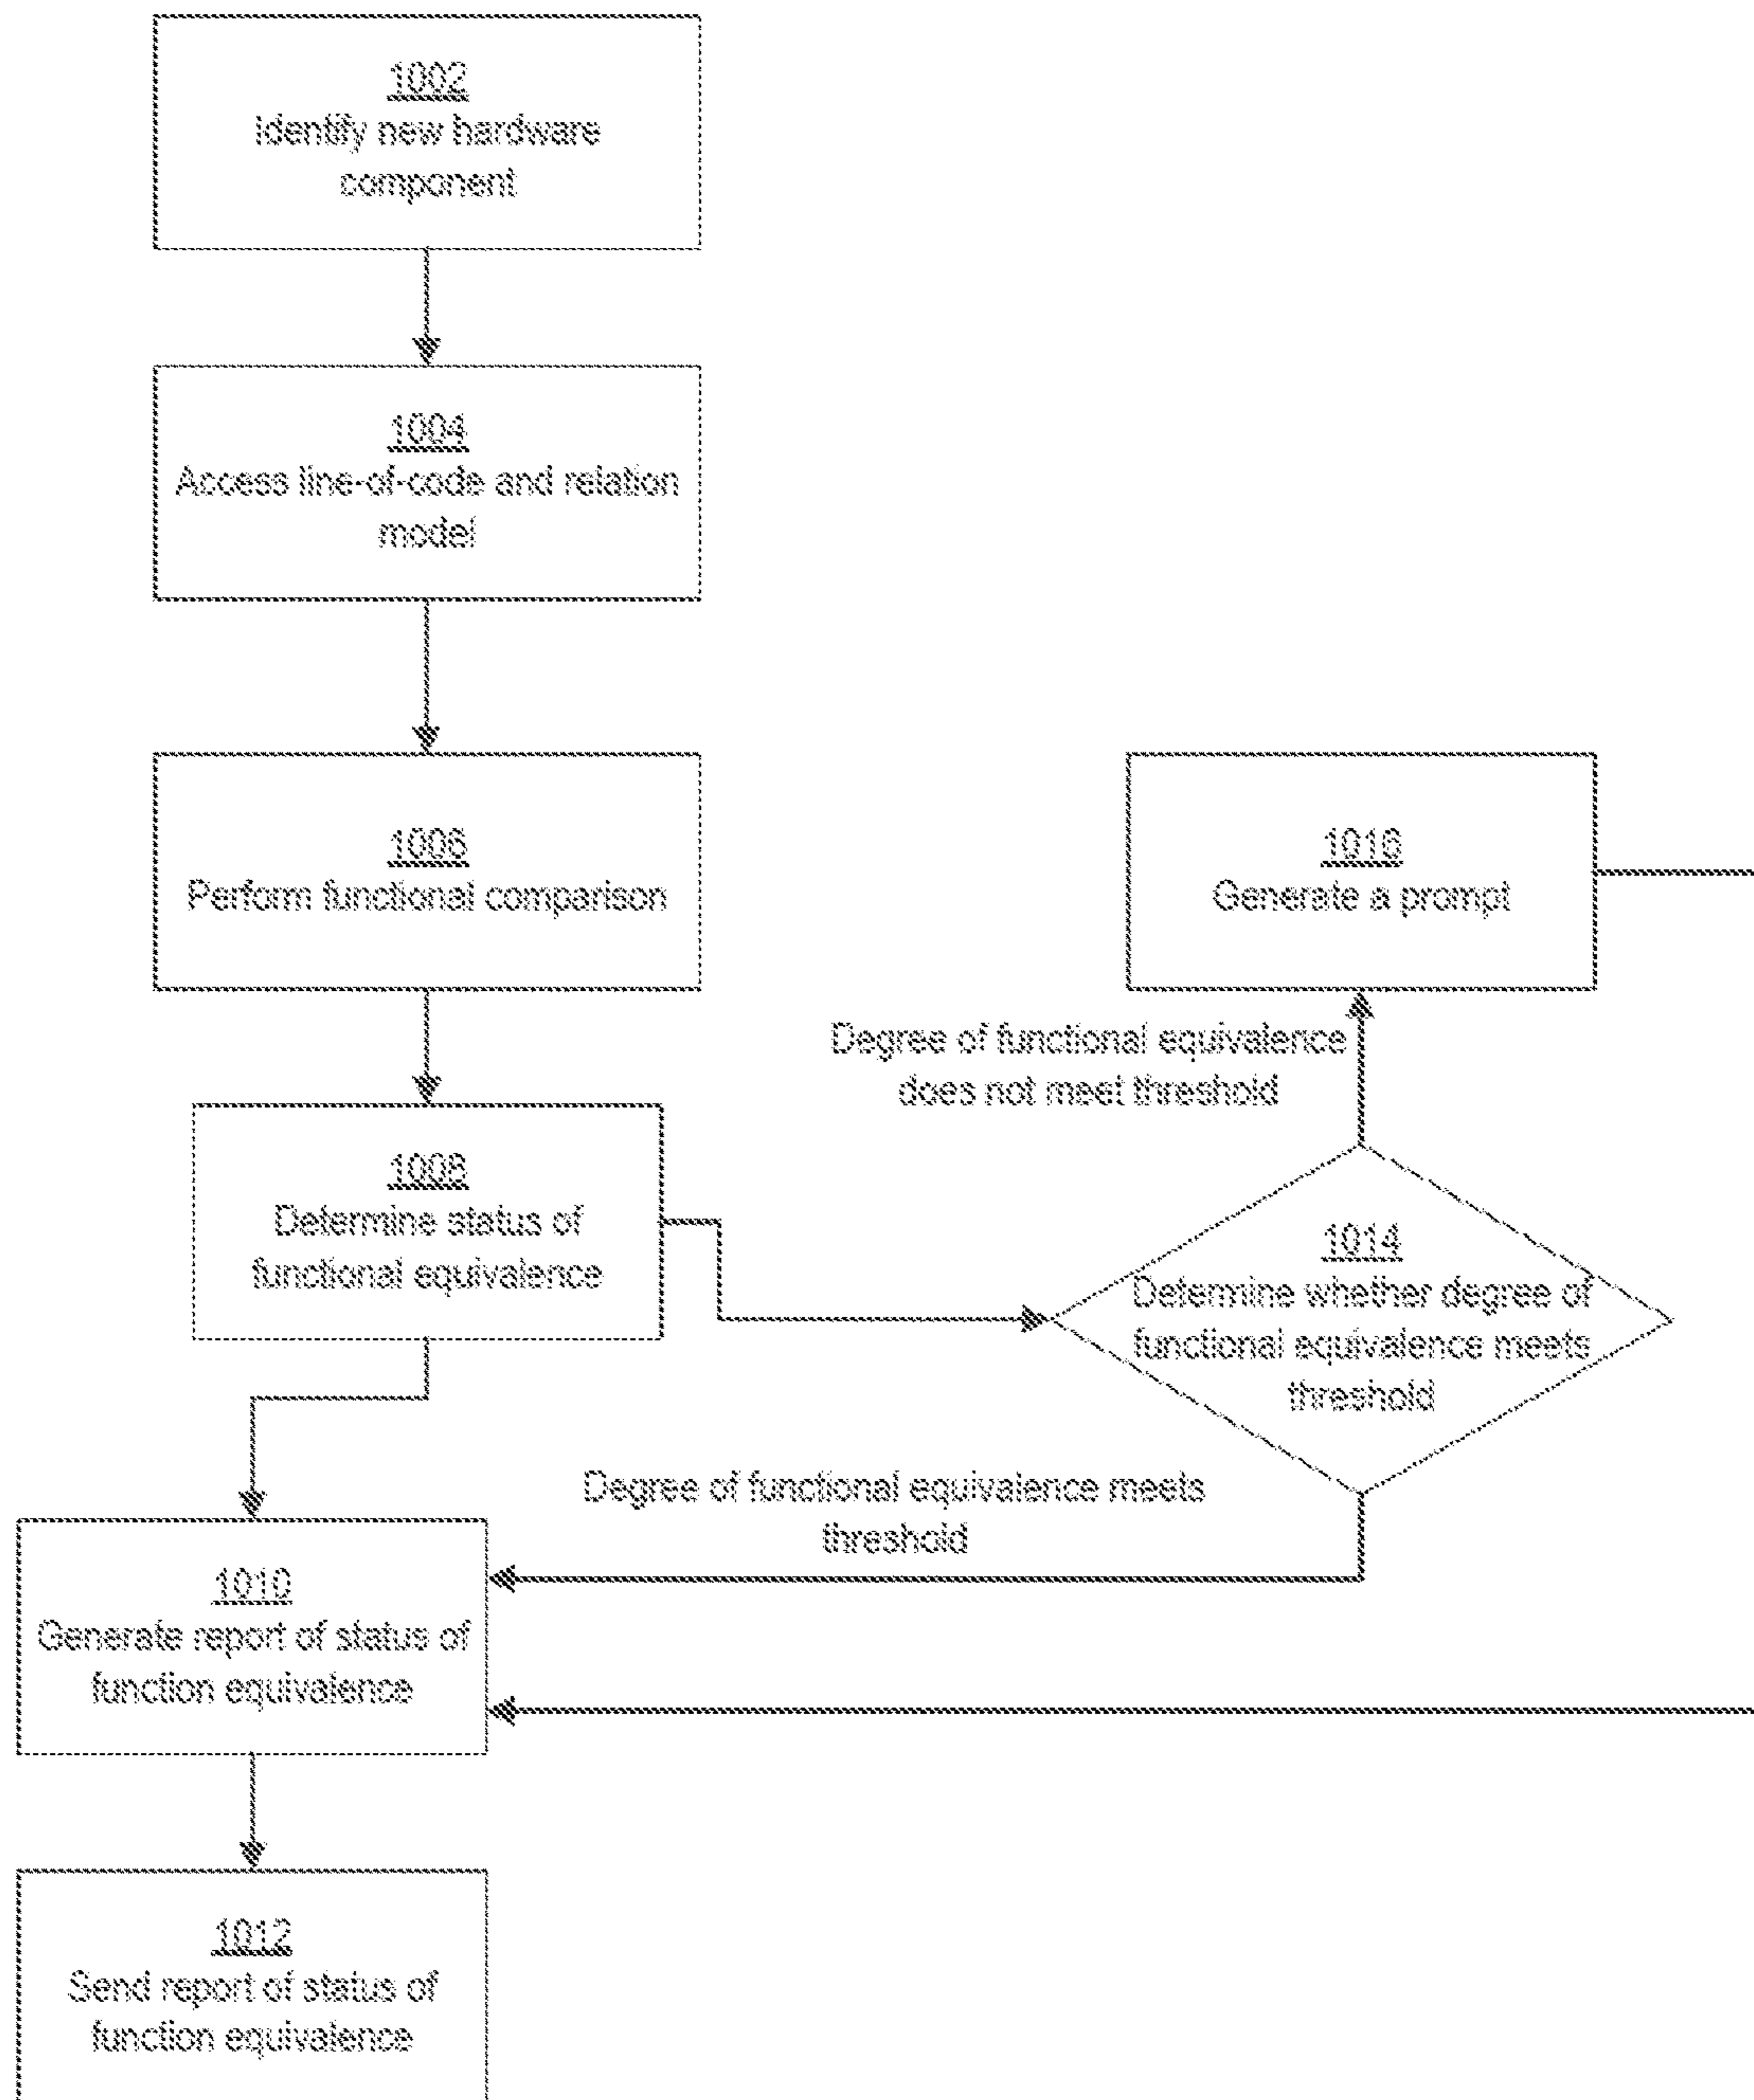 1002
Identify new hardware
component
1004
Access line-of-code and relation
model
1006
Perform functional comparison
1016
Generate a prompt
Degree of functional equivalence
does not meet threshold
1008
Determine status of
functional equivalence
1014
Determine whether degree of
functional equivalence meets
threshold
Degree of functional equivalence meets
threshold
1010
Generate report of status of
function equivalence
1012
Send report of status of
function equivalence